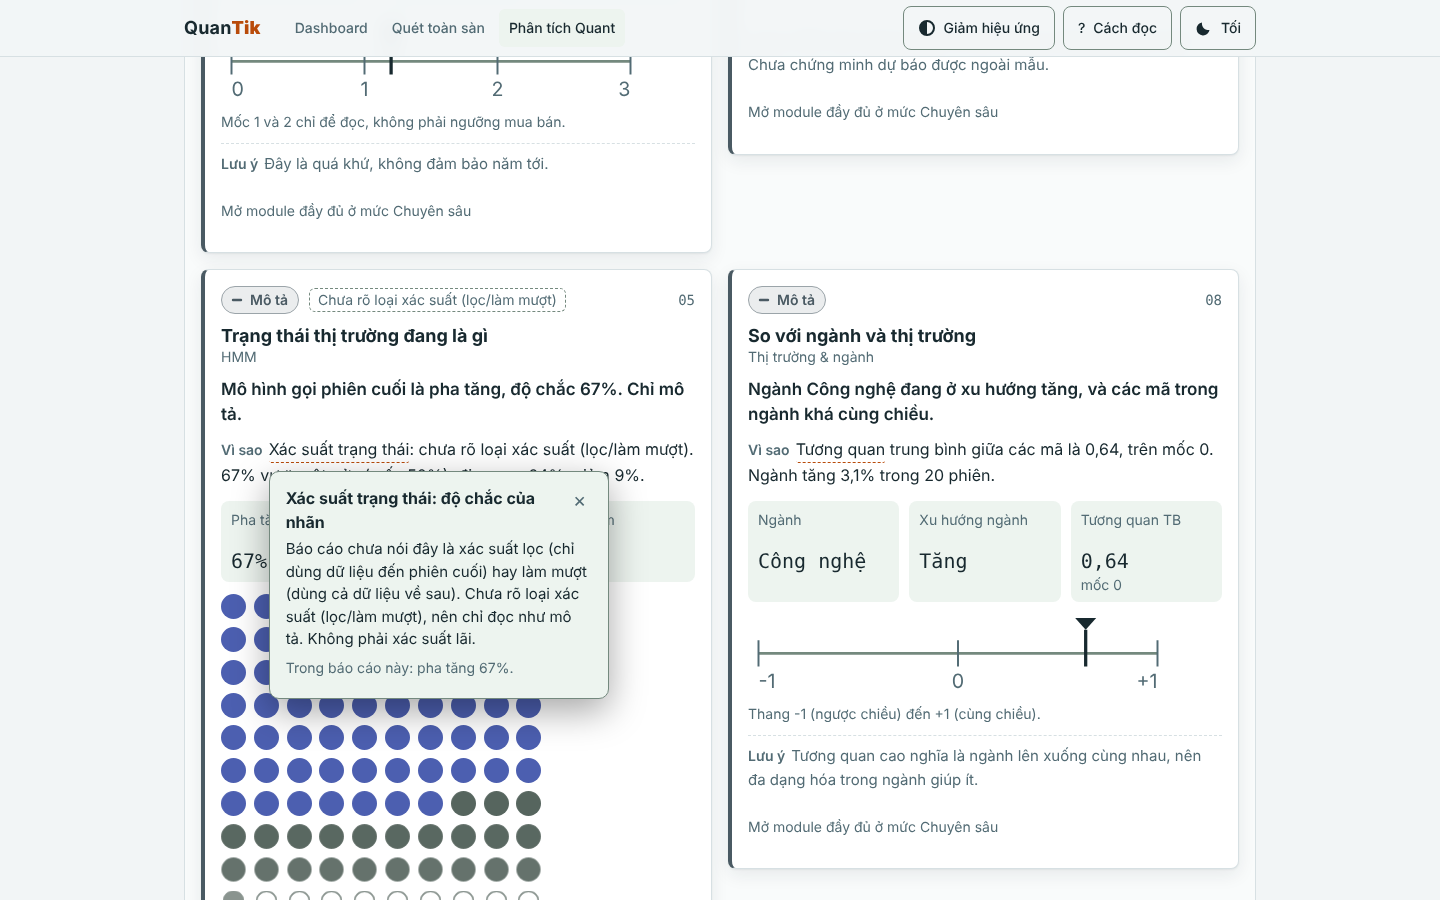 QuanTik
Dashboard
Quét toàn sàn
Phân tích Quant
Giảm hiệu ứng
? Cách đọc
Tối
0 1 2 3
Mốc 1 và 2 chỉ để đọc, không phải ngưỡng mua bán.
Lưu ý Đây là quá khứ, không đảm bảo năm tới.
Mở module đầy đủ ở mức Chuyên sâu
Chưa chứng minh dự báo được ngoài mẫu.
Mở module đầy đủ ở mức Chuyên sâu
Mô tả
Chưa rõ loại xác suất (lọc/làm mượt)
05
Trạng thái thị trường đang là gì
HMM
Mô hình gọi phiên cuối là pha tăng, độ chắc 67%. Chỉ mô
tả.
Vì sao Xác suất trạng thái: chưa rõ loại xác suất (lọc/làm mượt).
67% 9%.
Pha
67%
Xác suất trạng thái: độ chắc của
nhãn
×
Báo cáo chưa nói đây là xác suất lọc (chỉ
dùng dữ liệu đến phiên cuối) hay làm mượt
(dùng cả dữ liệu về sau). Chưa rõ loại xác
suất (lọc/làm mượt), nên chỉ đọc như mô
tả. Không phải xác suất lãi.
Trong báo cáo này: pha tăng 67%.
Mô tả
08
So với ngành và thị trường
Thị trường & ngành
Ngành Công nghệ đang ở xu hướng tăng, và các mã trong
ngành khá cùng chiều.
Vì sao Tương quan trung bình giữa các mã là 0,64, trên mốc 0.
Ngành tăng 3,1% trong 20 phiên.
Ngành
Công nghệ
Xu hướng ngành
Tăng
Tương quan TB
0,64
mốc 0
-1 0 +1
Thang -1 (ngược chiều) đến +1 (cùng chiều).
Lưu ý Tương quan cao nghĩa là ngành lên xuống cùng nhau, nên
đa dạng hóa trong ngành giúp ít.
Mở module đầy đủ ở mức Chuyên sâu